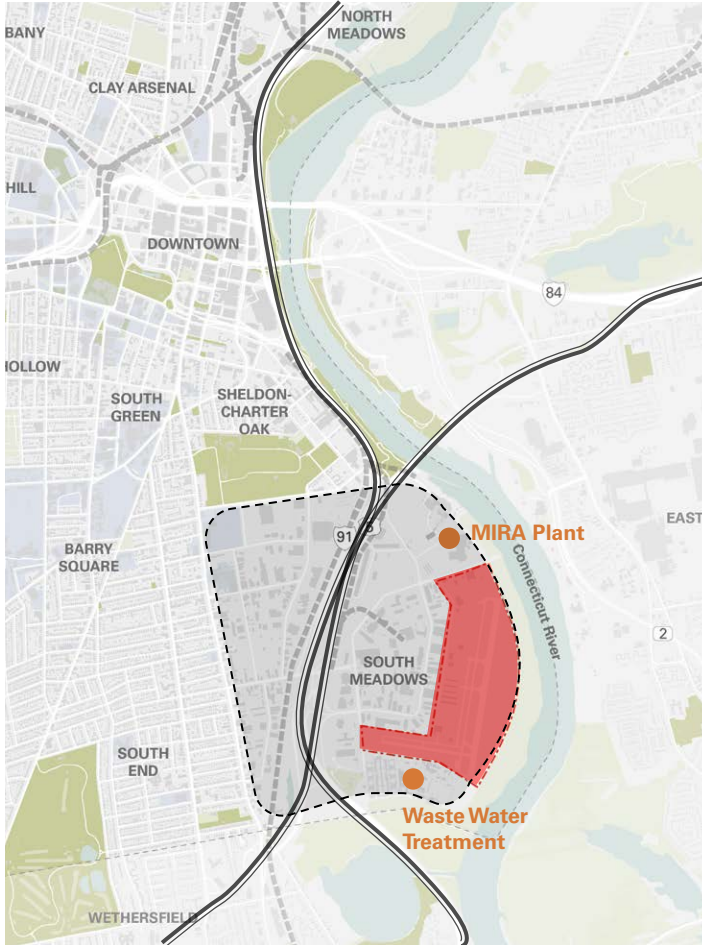 NORTH
MEADOWS
BANY
CLAY ARSENAL
HILL
DOWNTOWN
84
HOLLOW
SOUTH
GREEN
SHELDON-
CHARTER
OAK
91
5
MIRA Plant
EAST
BARRY
SQUARE
Connecticut River
2
SOUTH
MEADOWS
SOUTH
END
Waste Water
Treatment
WETHERSFIELD